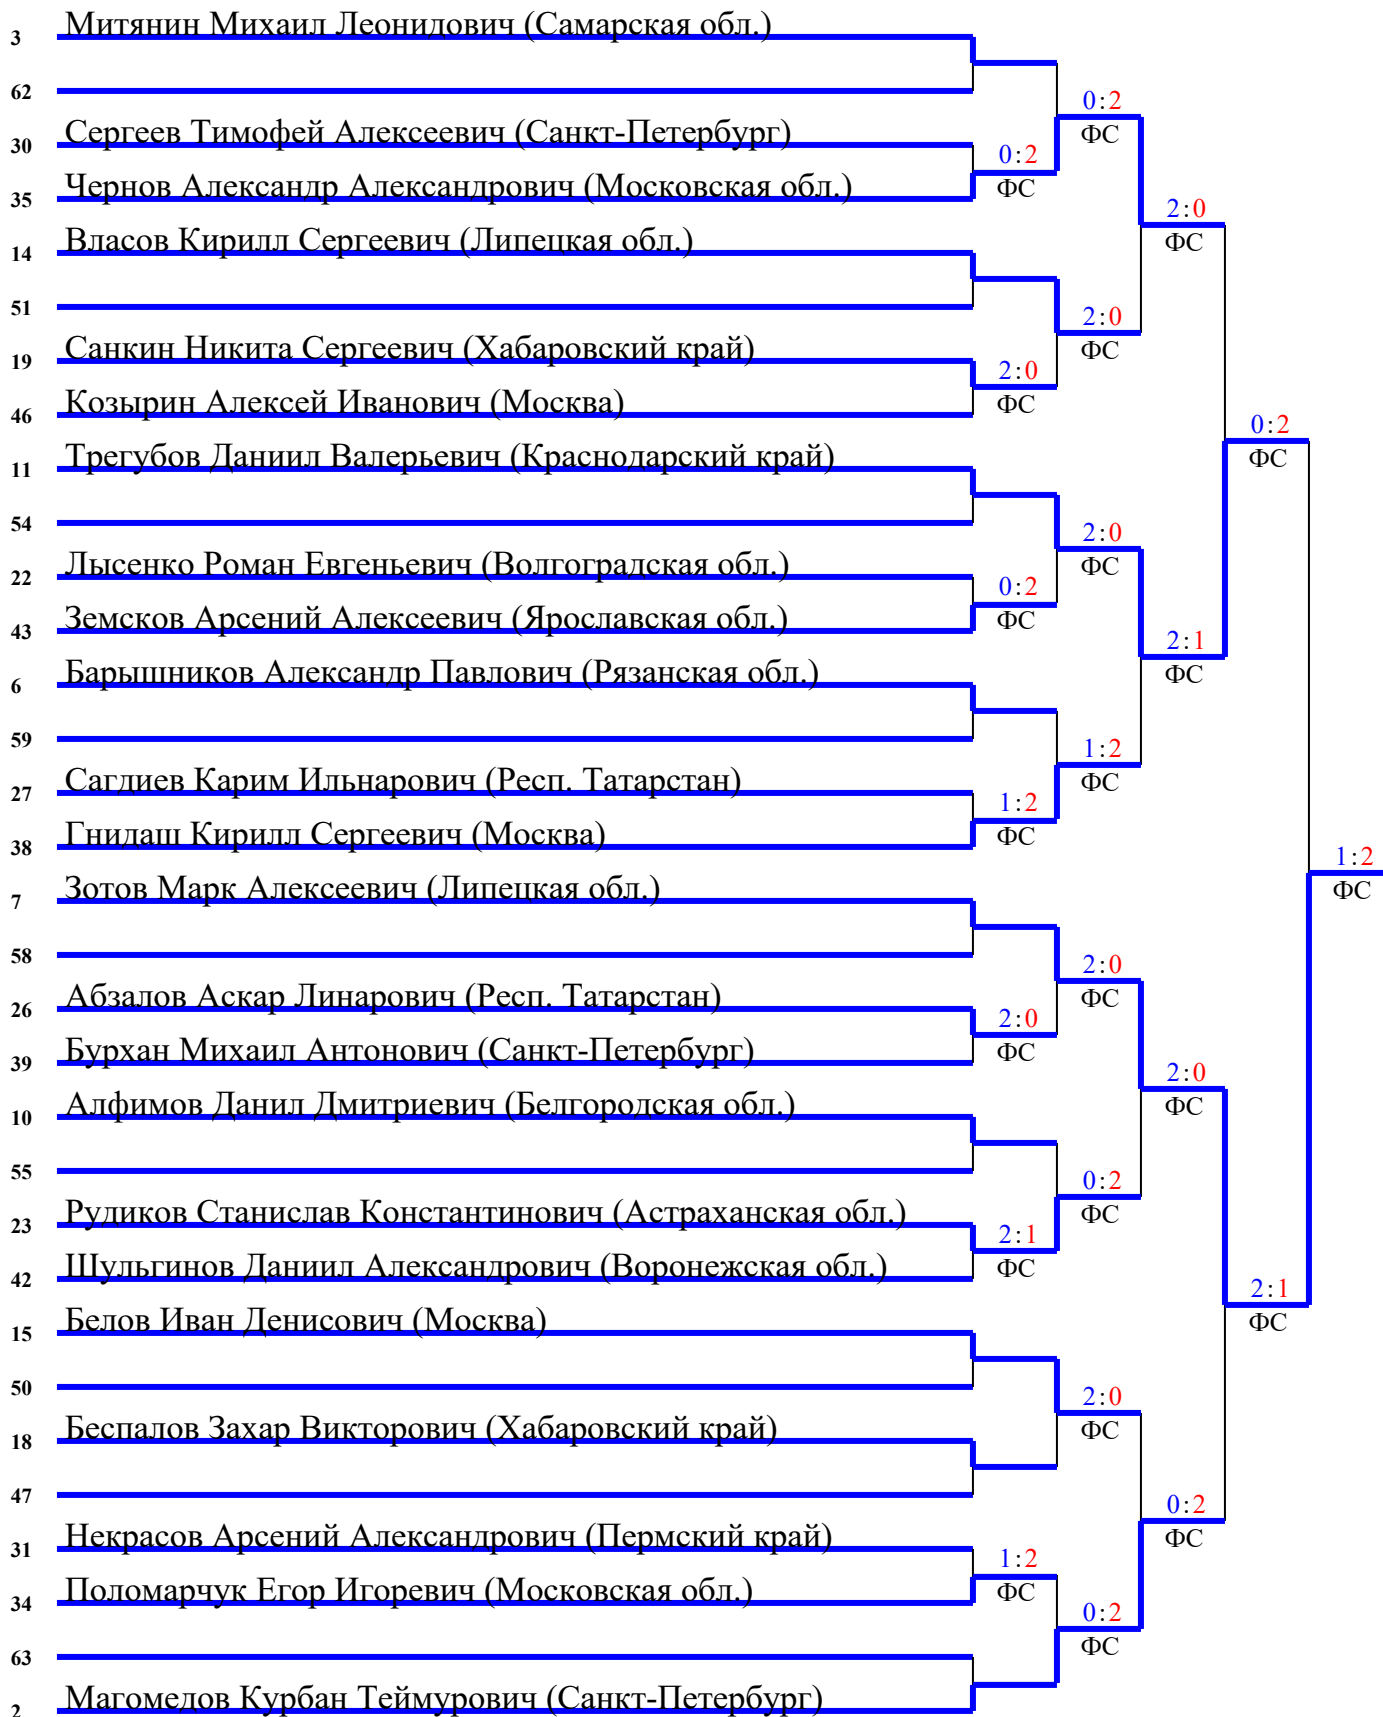 3 Митянин Михаил Леонидович (Самарская обл.)
62
0:2
ФС
30 Сергеев Тимофей Алексеевич (Санкт-Петербург)
0:2
ФС
35 Чернов Александр Александрович (Московская обл.)
2:0
ФС
14 Власов Кирилл Сергеевич (Липецкая обл.)
51
2:0
ФС
19 Санкин Никита Сергеевич (Хабаровский край)
2:0
ФС
46 Козырин Алексей Иванович (Москва)
0:2
ФС
11 Трегубов Даниил Валерьевич (Краснодарский край)
54
2:0
ФС
22 Лысенко Роман Евгеньевич (Волгоградская обл.)
0:2
ФС
43 Земсков Арсений Алексеевич (Ярославская обл.)
2:1
ФС
6 Барышников Александр Павлович (Рязанская обл.)
59
1:2
ФС
27 Сагдиев Карим Ильнарович (Респ. Татарстан)
1:2
ФС
38 Гнидаш Кирилл Сергеевич (Москва)
1:2
ФС
7 Зотов Марк Алексеевич (Липецкая обл.)
58
2:0
ФС
26 Абзалов Аскар Линарович (Респ. Татарстан)
2:0
ФС
39 Бурхан Михаил Антонович (Санкт-Петербург)
2:0
ФС
10 Алфимов Данил Дмитриевич (Белгородская обл.)
55
0:2
ФС
23 Рудиков Станислав Константинович (Астраханская обл.)
2:1
ФС
42 Шульгинов Даниил Александрович (Воронежская обл.)
2:1
ФС
15 Белов Иван Денисович (Москва)
50
2:0
ФС
18 Беспалов Захар Викторович (Хабаровский край)
47
0:2
ФС
31 Некрасов Арсений Александрович (Пермский край)
1:2
ФС
34 Поломарчук Егор Игоревич (Московская обл.)
0:2
ФС
63
2 Магомедов Курбан Теймурович (Санкт-Петербург)